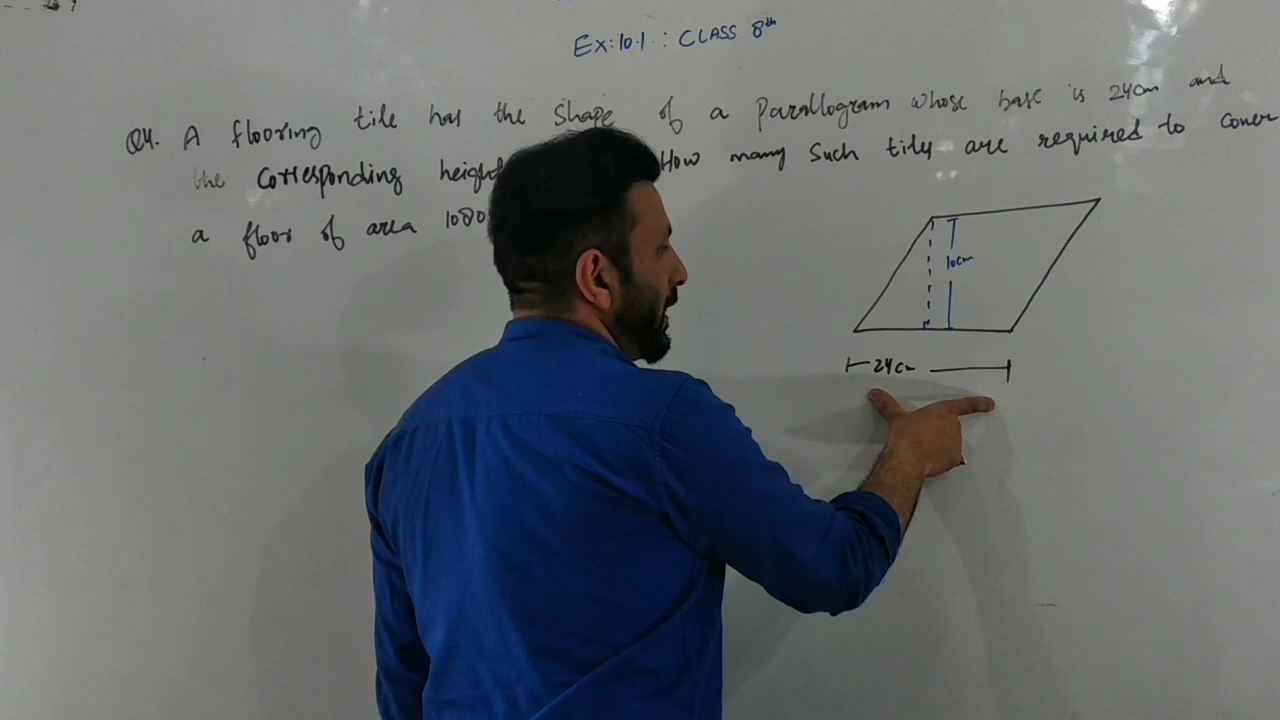 Ex:10.1 :: CLASS 8th
Q4. A flooring tile has the shape of a Parallogram whose base is 24cm and
the corresponding How many such tiles are required to cover
a floor of area 1080
10cm
24cm